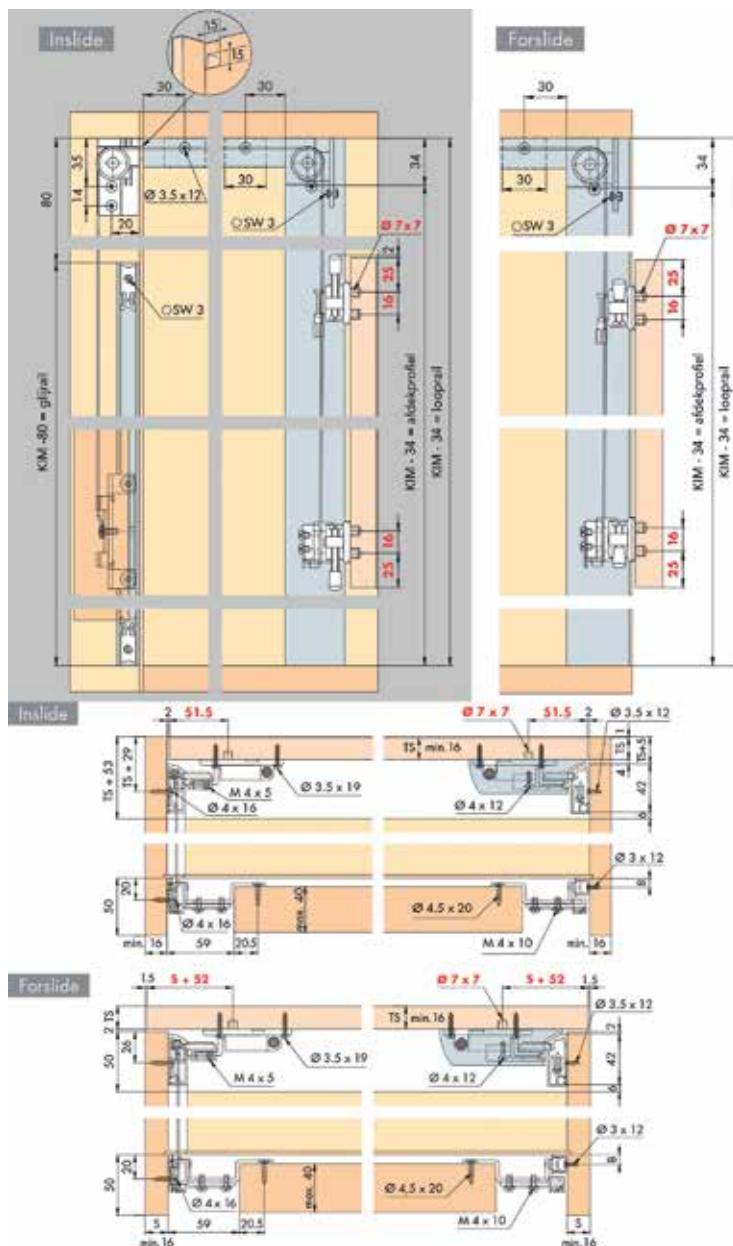 Inslide
15
15
Forslide
30
30
30
80
35
14
20
Ø 3.5 x 12
30
34
30
34
○SW 3
○SW 3
Ø 7 x 7
2
25
16
Ø 7 x 7
25
16
○SW 3
KIM -80 = glijrail
KIM - 34 = afdekprofiel
KIM - 34 = looprail
KIM - 34 = afdekprofiel
KIM - 34 = looprail
16
25
16
25
Inslide
2
51.5
Ø 7 x 7
51.5
2
Ø 3.5 x 12
TS + 53
TS + 29
TS
min.16
1
TS
TS+5
4
42
6
M 4 x 5
Ø 3.5 x 19
Ø 4 x 16
Ø 4 x 12
50
20
Ø 4 x 16
max. 40
Ø 4.5 x 20
M 4 x 10
Ø 3 x 12
8
min. 16
59
20.5
min. 16
Forslide
1.5
S + 52
Ø 7 x 7
S + 52
1.5
Ø 3.5 x 12
TS
2
26
50
TS
min.16
2
42
6
M 4 x 5
Ø 3.5 x 19
Ø 4 x 12
50
20
Ø 4 x 16
max. 40
Ø 4,5 x 20
M 4 x 10
Ø 3 x 12
8
S
59
20.5
S
min.16
min.16